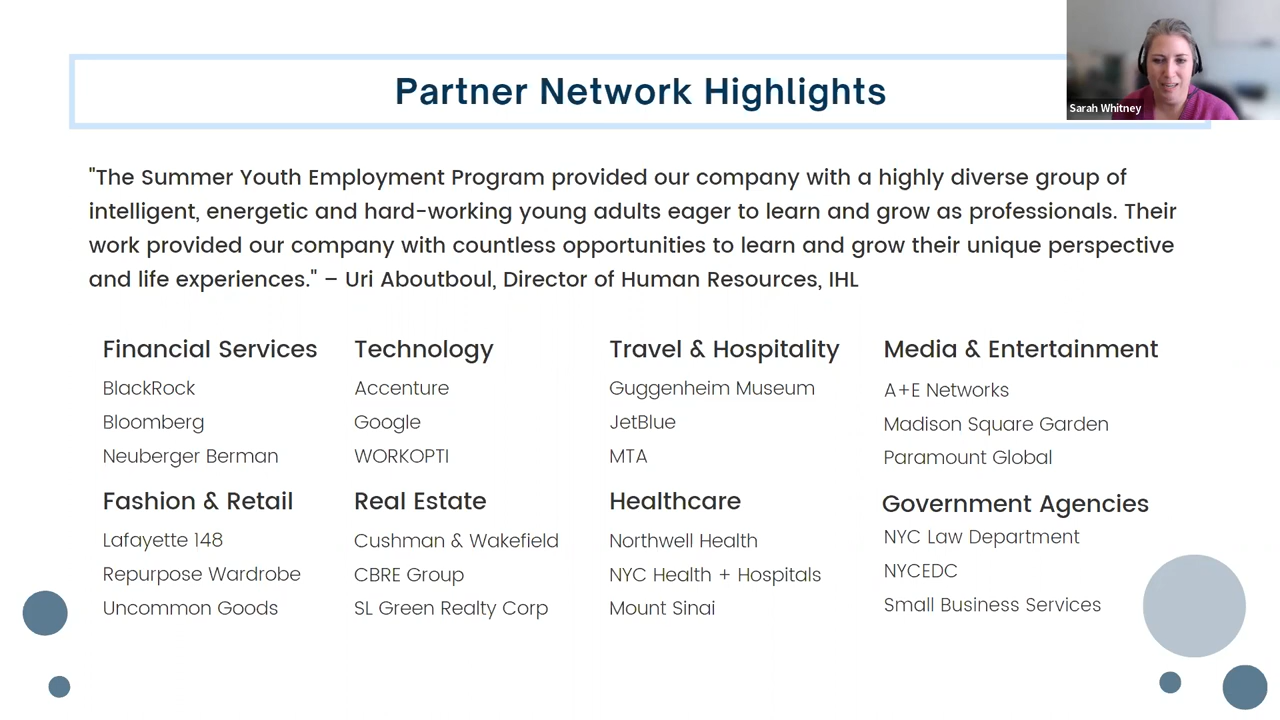 Partner Network Highlights
Sarah Whitney
"The Summer Youth Employment Program provided our company with a highly diverse group of
intelligent, energetic and hard-working young adults eager to learn and grow as professionals. Their
work provided our company with countless opportunities to learn and grow their unique perspective
and life experiences." – Uri Aboutboul, Director of Human Resources, IHL
Financial Services
BlackRock
Bloomberg
Neuberger Berman
Technology
Accenture
Google
WORKOPTI
Travel & Hospitality
Guggenheim Museum
JetBlue
MTA
Media & Entertainment
A+E Networks
Madison Square Garden
Paramount Global
Fashion & Retail
Lafayette 148
Repurpose Wardrobe
Uncommon Goods
Real Estate
Cushman & Wakefield
CBRE Group
SL Green Realty Corp
Healthcare
Northwell Health
NYC Health + Hospitals
Mount Sinai
Government Agencies
NYC Law Department
NYCEDC
Small Business Services